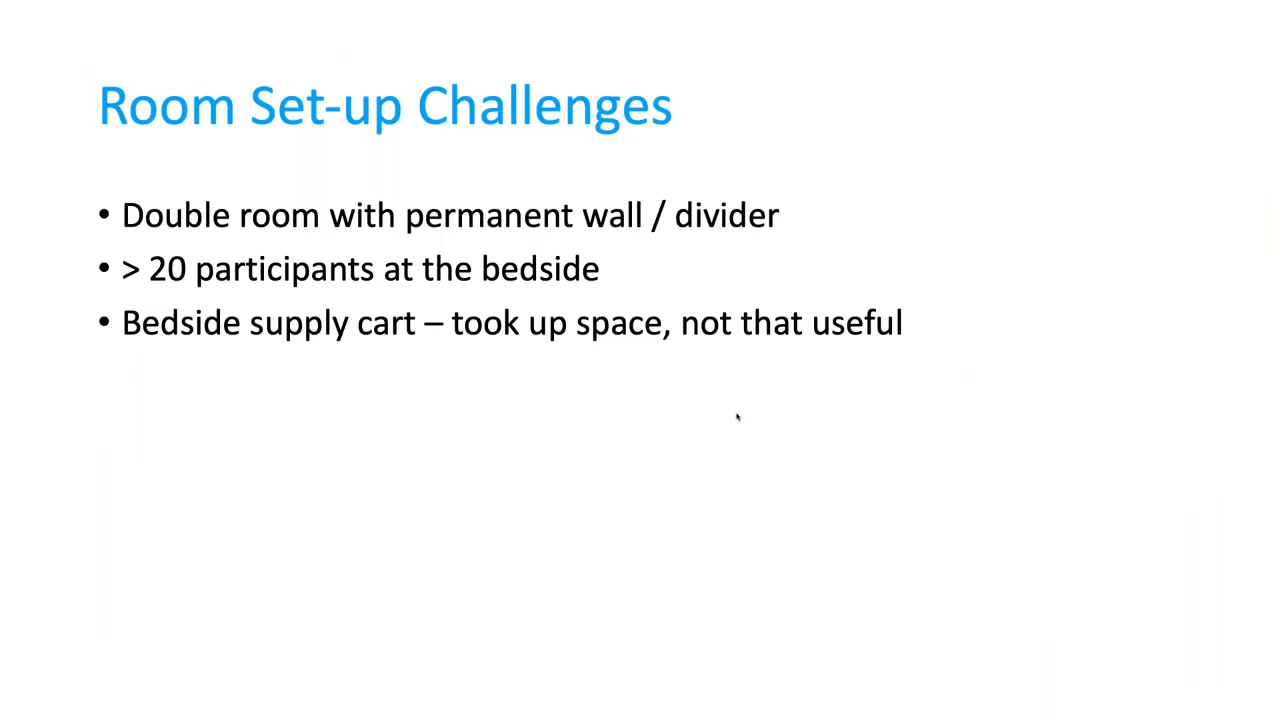 Room Set-up Challenges
• Double room with permanent wall / divider
• > 20 participants at the bedside
• Bedside supply cart – took up space, not that useful